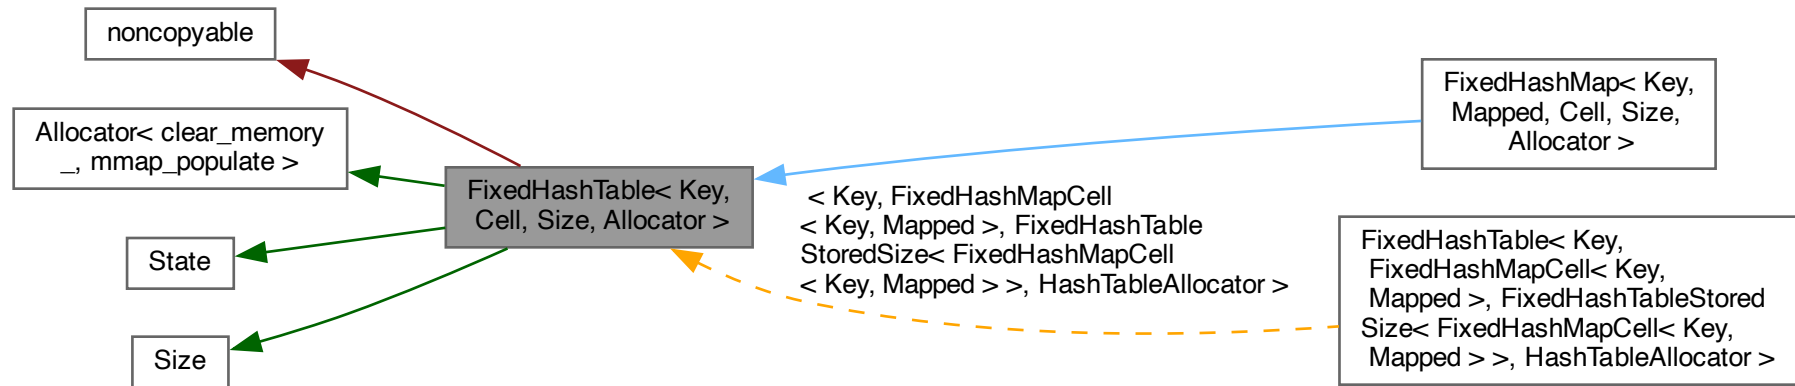 noncopyable
Allocator< clear_memory
_, mmap_populate >
State
Size
FixedHashTable< Key,
Cell, Size, Allocator >
< Key, FixedHashMapCell
< Key, Mapped >, FixedHashTable
StoredSize< FixedHashMapCell
< Key, Mapped > >, HashTableAllocator >
FixedHashMap< Key,
Mapped, Cell, Size,
Allocator >
FixedHashTable< Key,
FixedHashMapCell< Key,
Mapped >, FixedHashTableStored
Size< FixedHashMapCell< Key,
Mapped > >, HashTableAllocator >